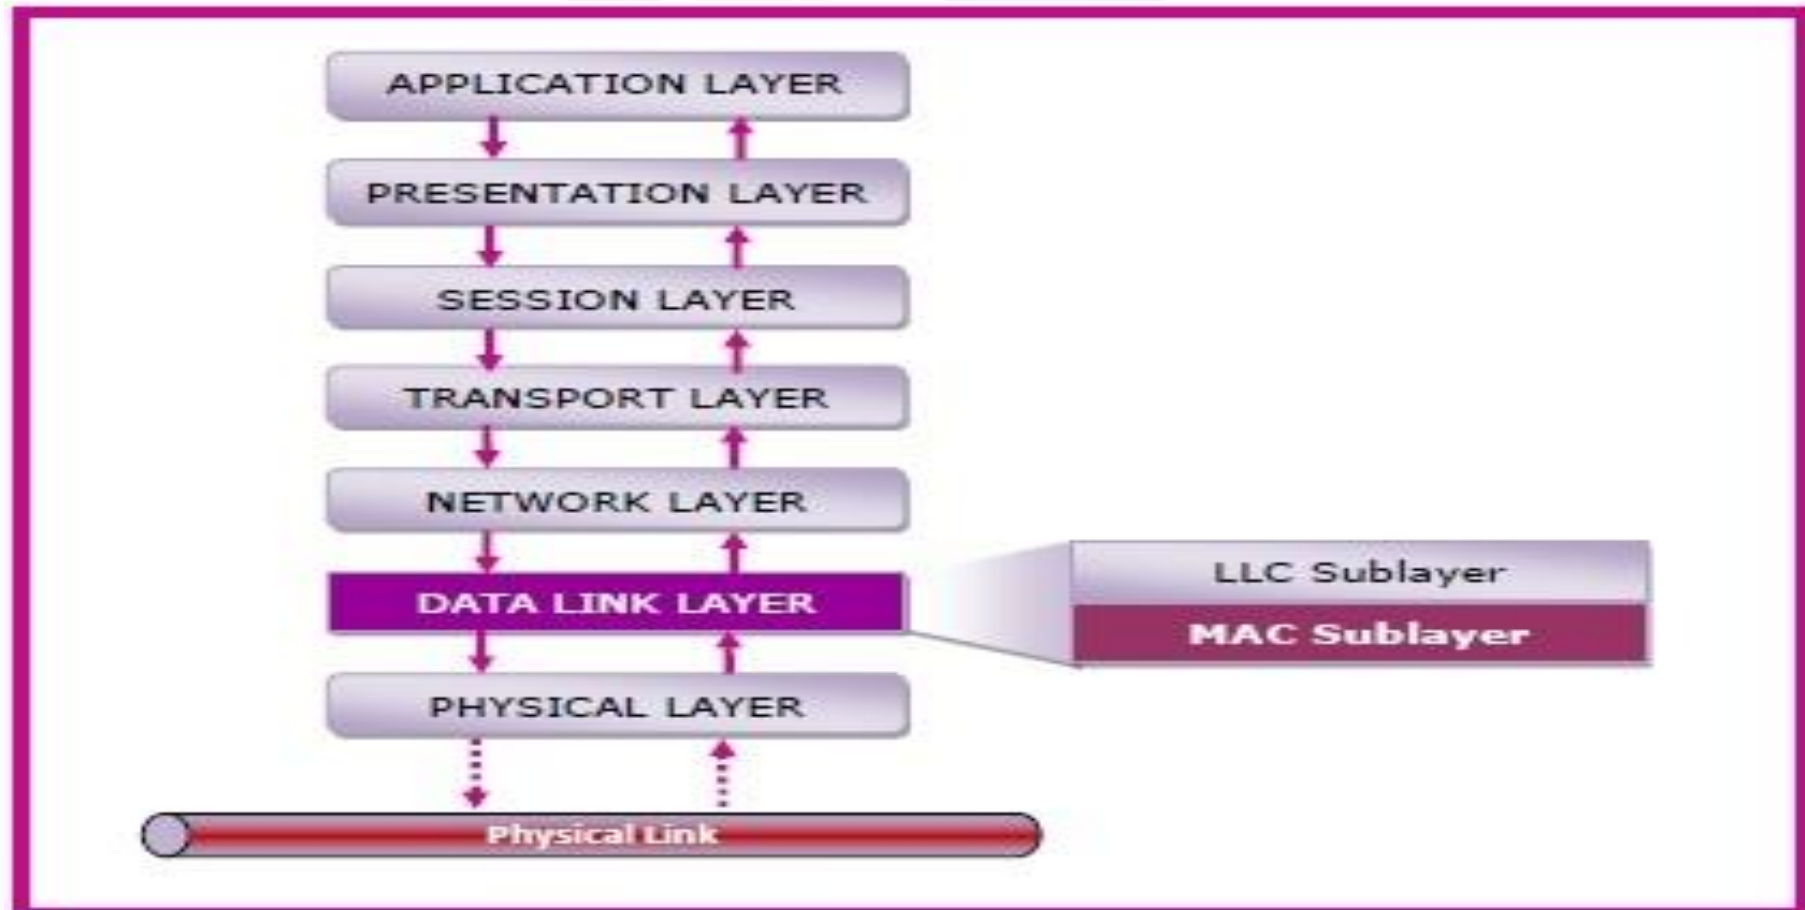 APPLICATION LAYER
PRESENTATION LAYER
SESSION LAYER
TRANSPORT LAYER
NETWORK LAYER
DATA LINK LAYER
LLC Sublayer
MAC Sublayer
PHYSICAL LAYER
Physical Link